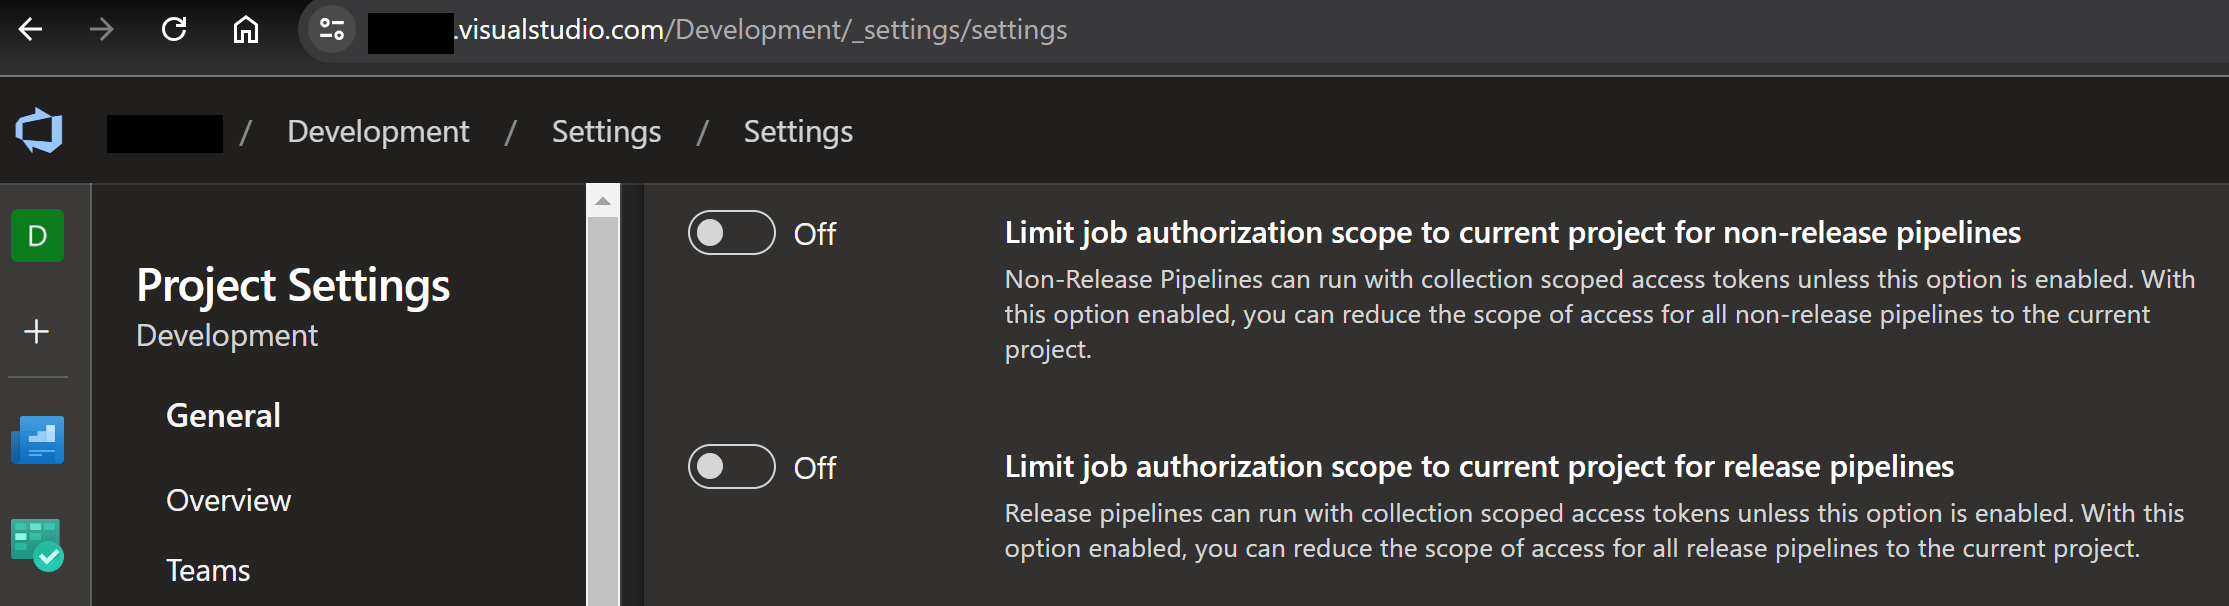 .visualstudio.com/Development/_settings/settings
/ Development / Settings / Settings
D
Project Settings
Development
General
Overview
Teams
Off
Limit job authorization scope to current project for non-release pipelines
Non-Release Pipelines can run with collection scoped access tokens unless this option is enabled. With
this option enabled, you can reduce the scope of access for all non-release pipelines to the current
project.
Off
Limit job authorization scope to current project for release pipelines
Release pipelines can run with collection scoped access tokens unless this option is enabled. With this
option enabled, you can reduce the scope of access for all release pipelines to the current project.